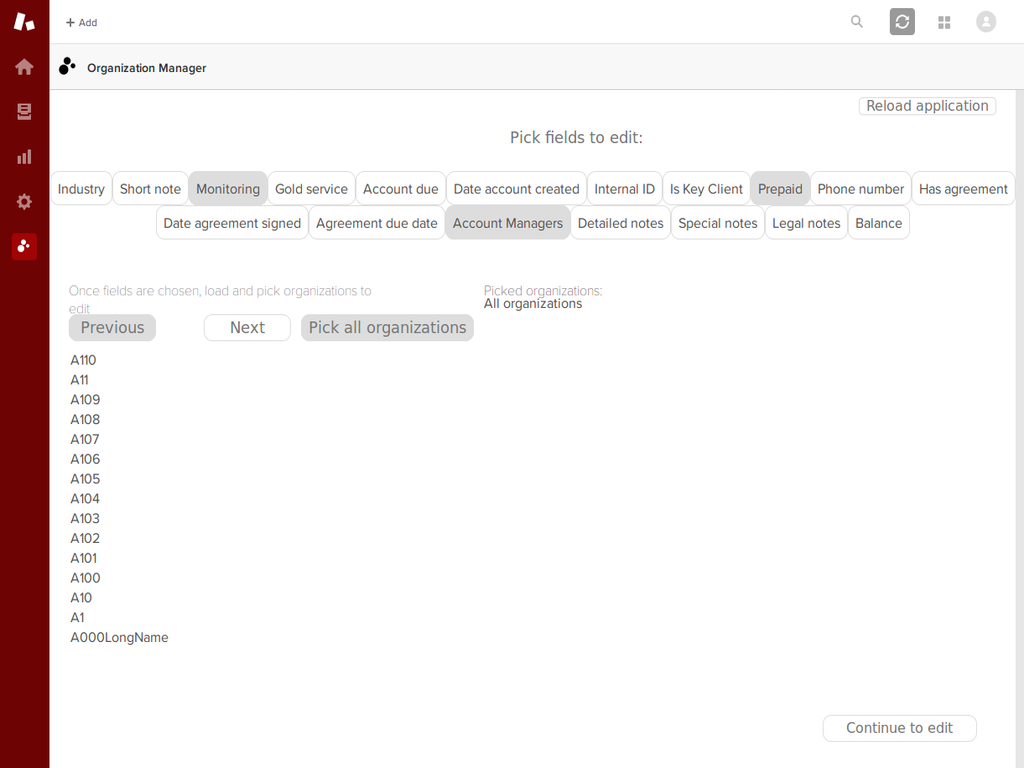 Add
Organization Manager
Reload application
Pick fields to edit:
Industry Short note Monitoring Gold service Account due Date account created Internal ID Is Key Client Prepaid Phone number Has agreement
Date agreement signed Agreement due date Account Managers Detailed notes Special notes Legal notes Balance
Once fields are chosen, load and pick organizations to
edit
Picked organizations:
All organizations
Previous Next Pick all organizations
A110
A11
A109
A108
A107
A106
A105
A104
A103
A102
A101
A100
A10
A1
A000LongName
Continue to edit